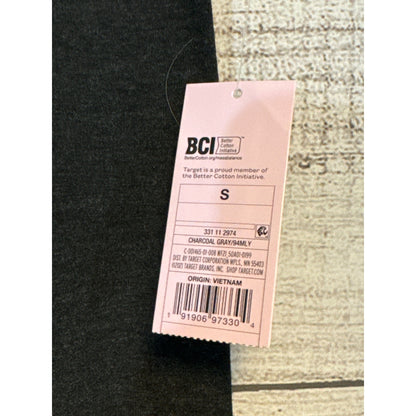 BCI Better Cotton Initiative™
BetterCotton.org/massbalance
Target is a proud member of
the Better Cotton Initiative.
S
331 11 2974
CHARCOAL GRAY/94MLY
DIST. BY TARGET CORPORATION MPLS., MN 55403
TARGET BRANDS, INC. SHOP TARGET.COM
ORIGIN: VIETNAM
1 91906 97330 4